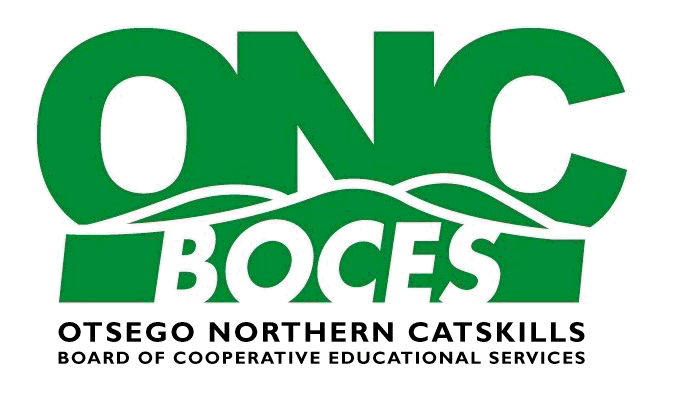 ONC
BOCES
OTSEGO NORTHERN CATSKILLS
BOARD OF COOPERATIVE EDUCATIONAL SERVICES